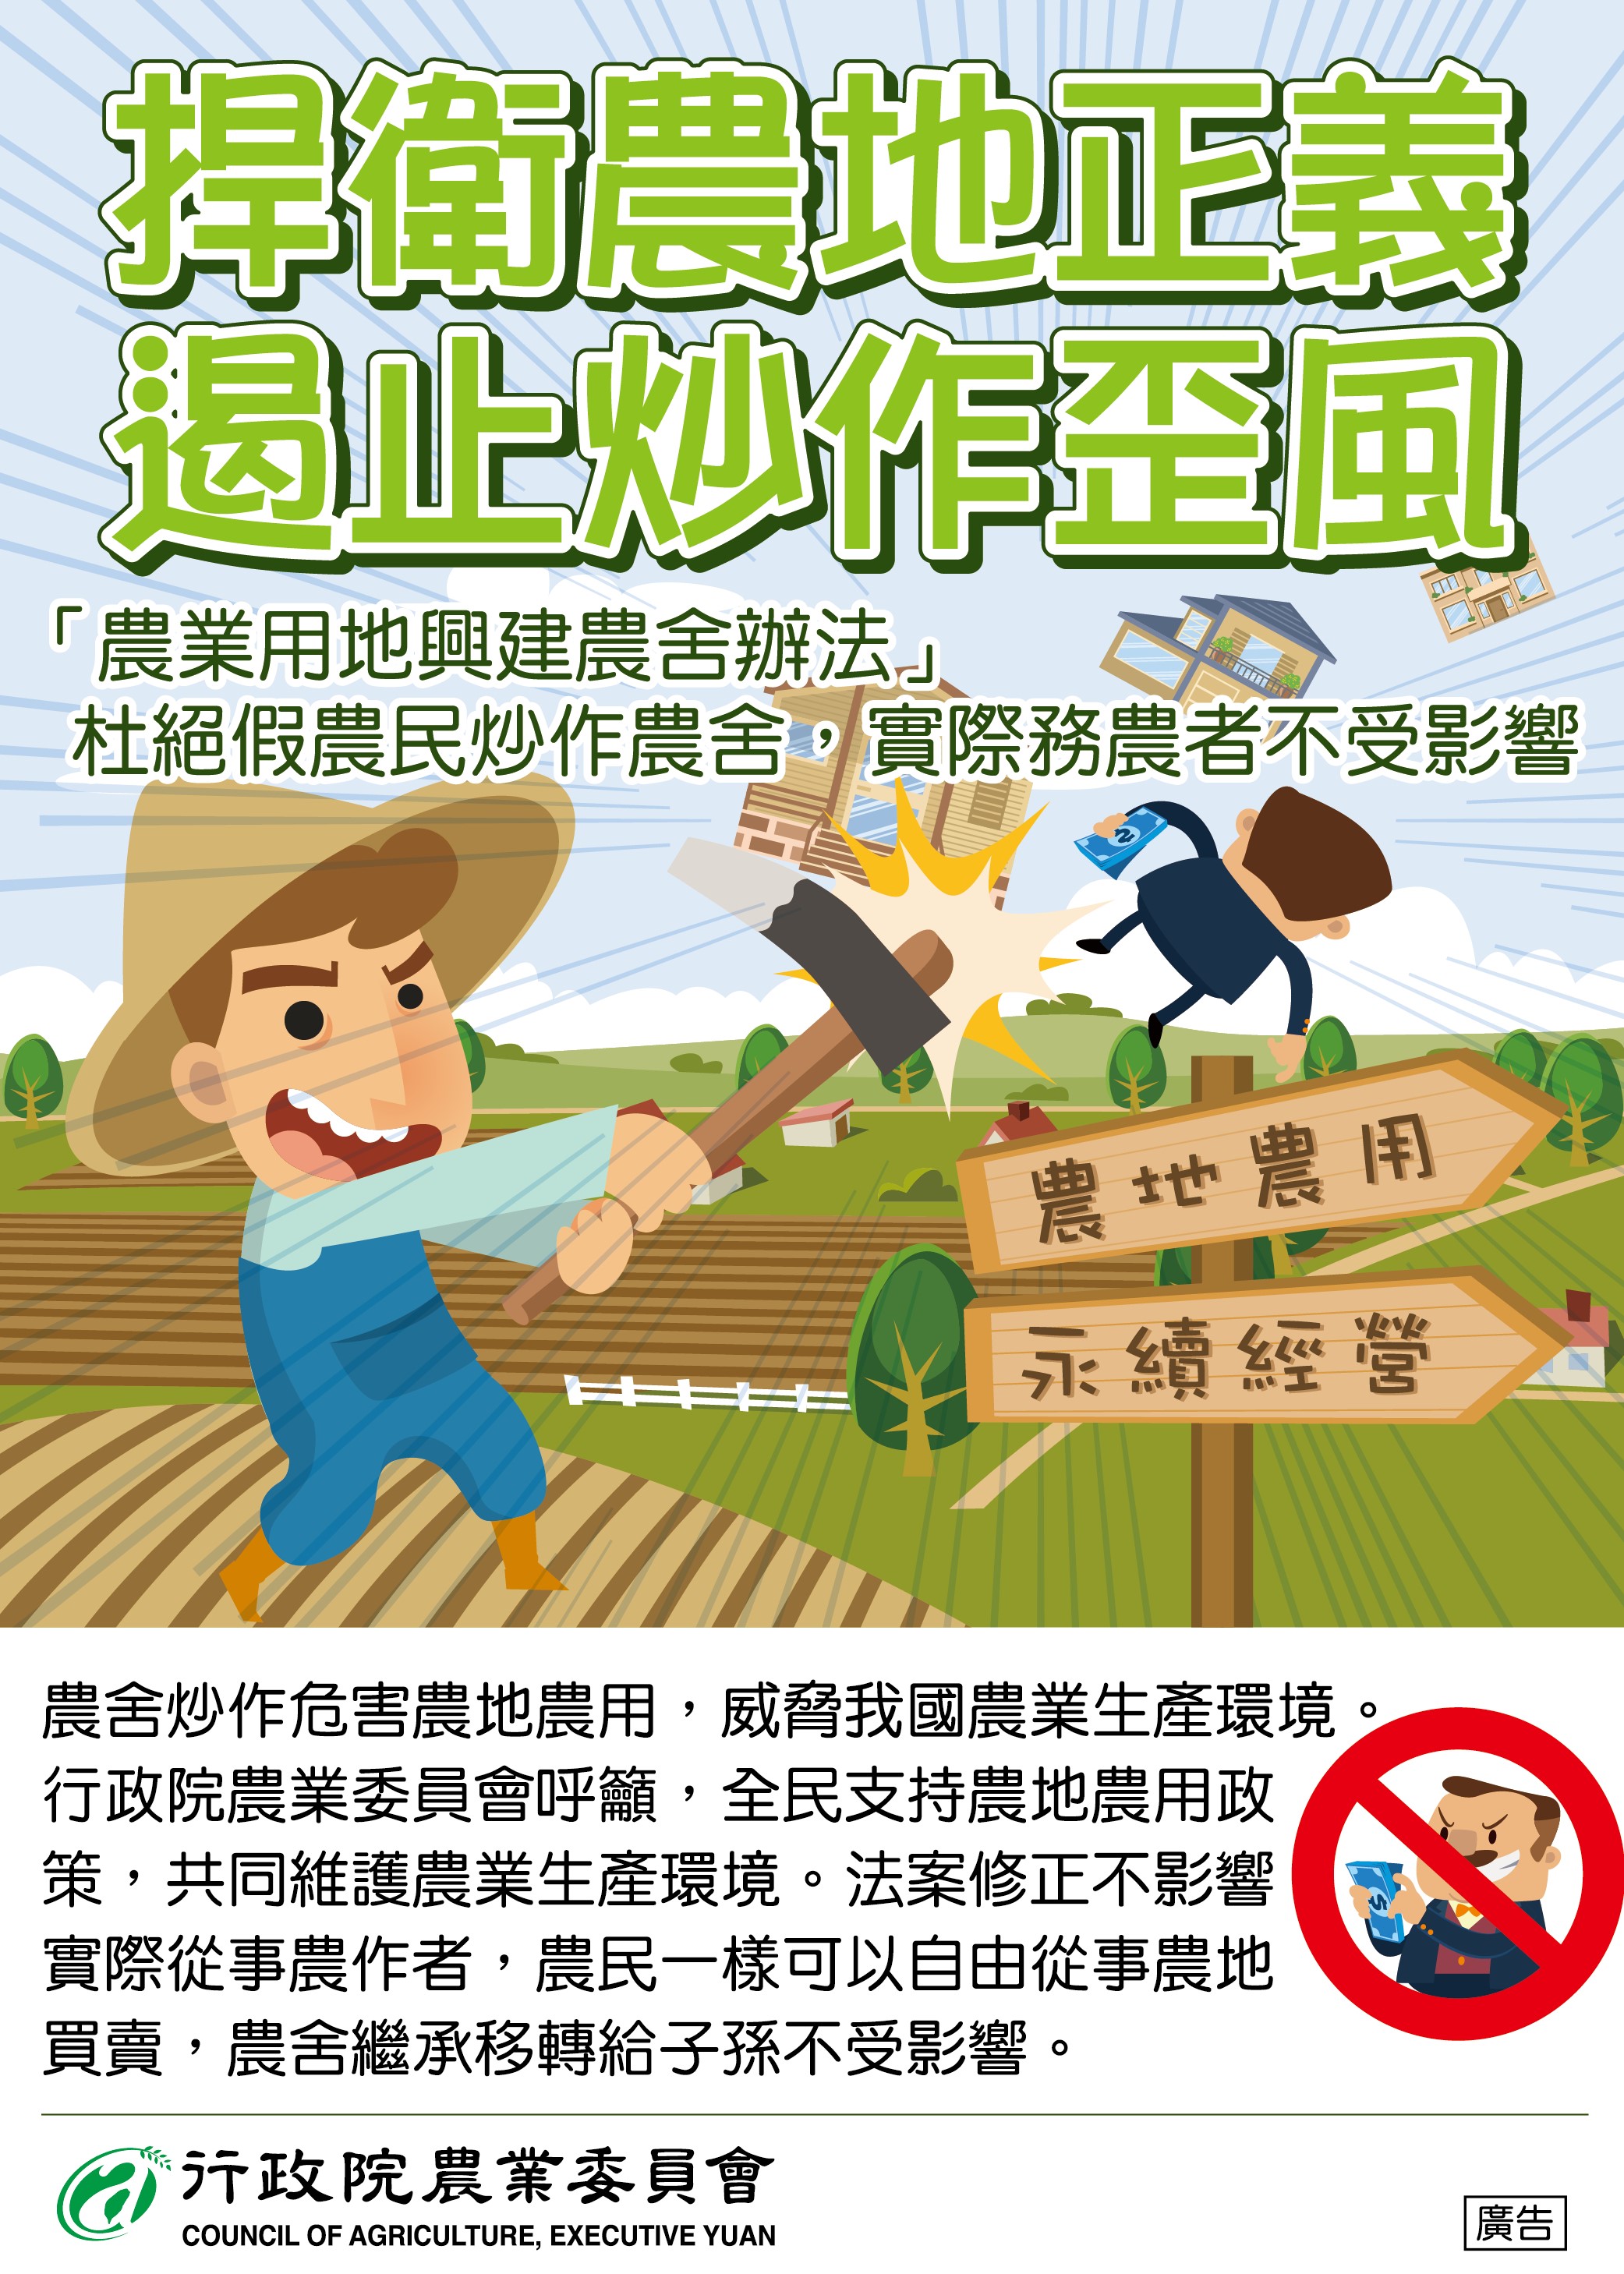 捍衛農地正義
遏止炒作歪風
「農業用地興建農舍辦法」
杜絕假農民炒作農舍，實際務農者不受影響
農地農用
永續經營
農舍炒作危害農地農用，威脅我國農業生產環境。
行政院農業委員會呼籲，全民支持農地農用政
策，共同維護農業生產環境。法案修正不影響
實際從事農作者，農民一樣可以自由從事農地
買賣，農舍繼承移轉給子孫不受影響。
行政院農業委員會
COUNCIL OF AGRICULTURE, EXECUTIVE YUAN
廣告